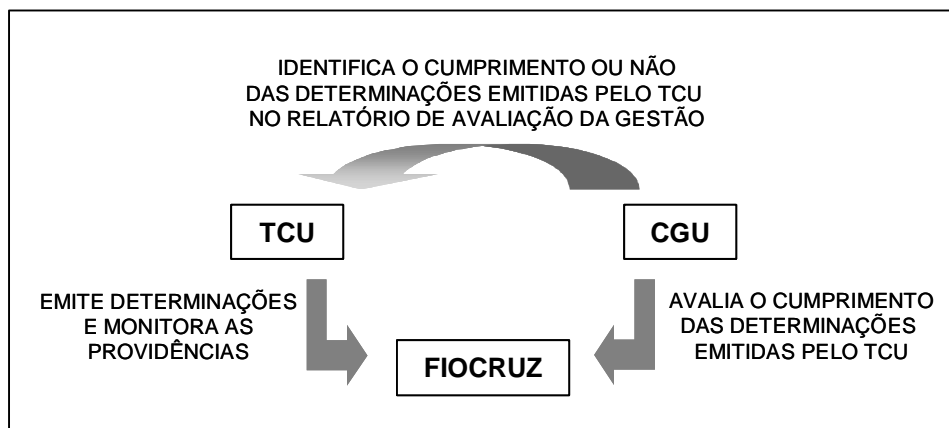 IDENTIFICA O CUMPRIMENTO OU NÃO
DAS DETERMINAÇÕES EMITIDAS PELO TCU
NO RELATÓRIO DE AVALIAÇÃO DA GESTÃO
TCU
CGU
EMITE DETERMINAÇÕES
E MONITORA AS
PROVIDÊNCIAS
AVALIA O CUMPRIMENTO
DAS DETERMINAÇÕES
EMITIDAS PELO TCU
FIOCRUZ